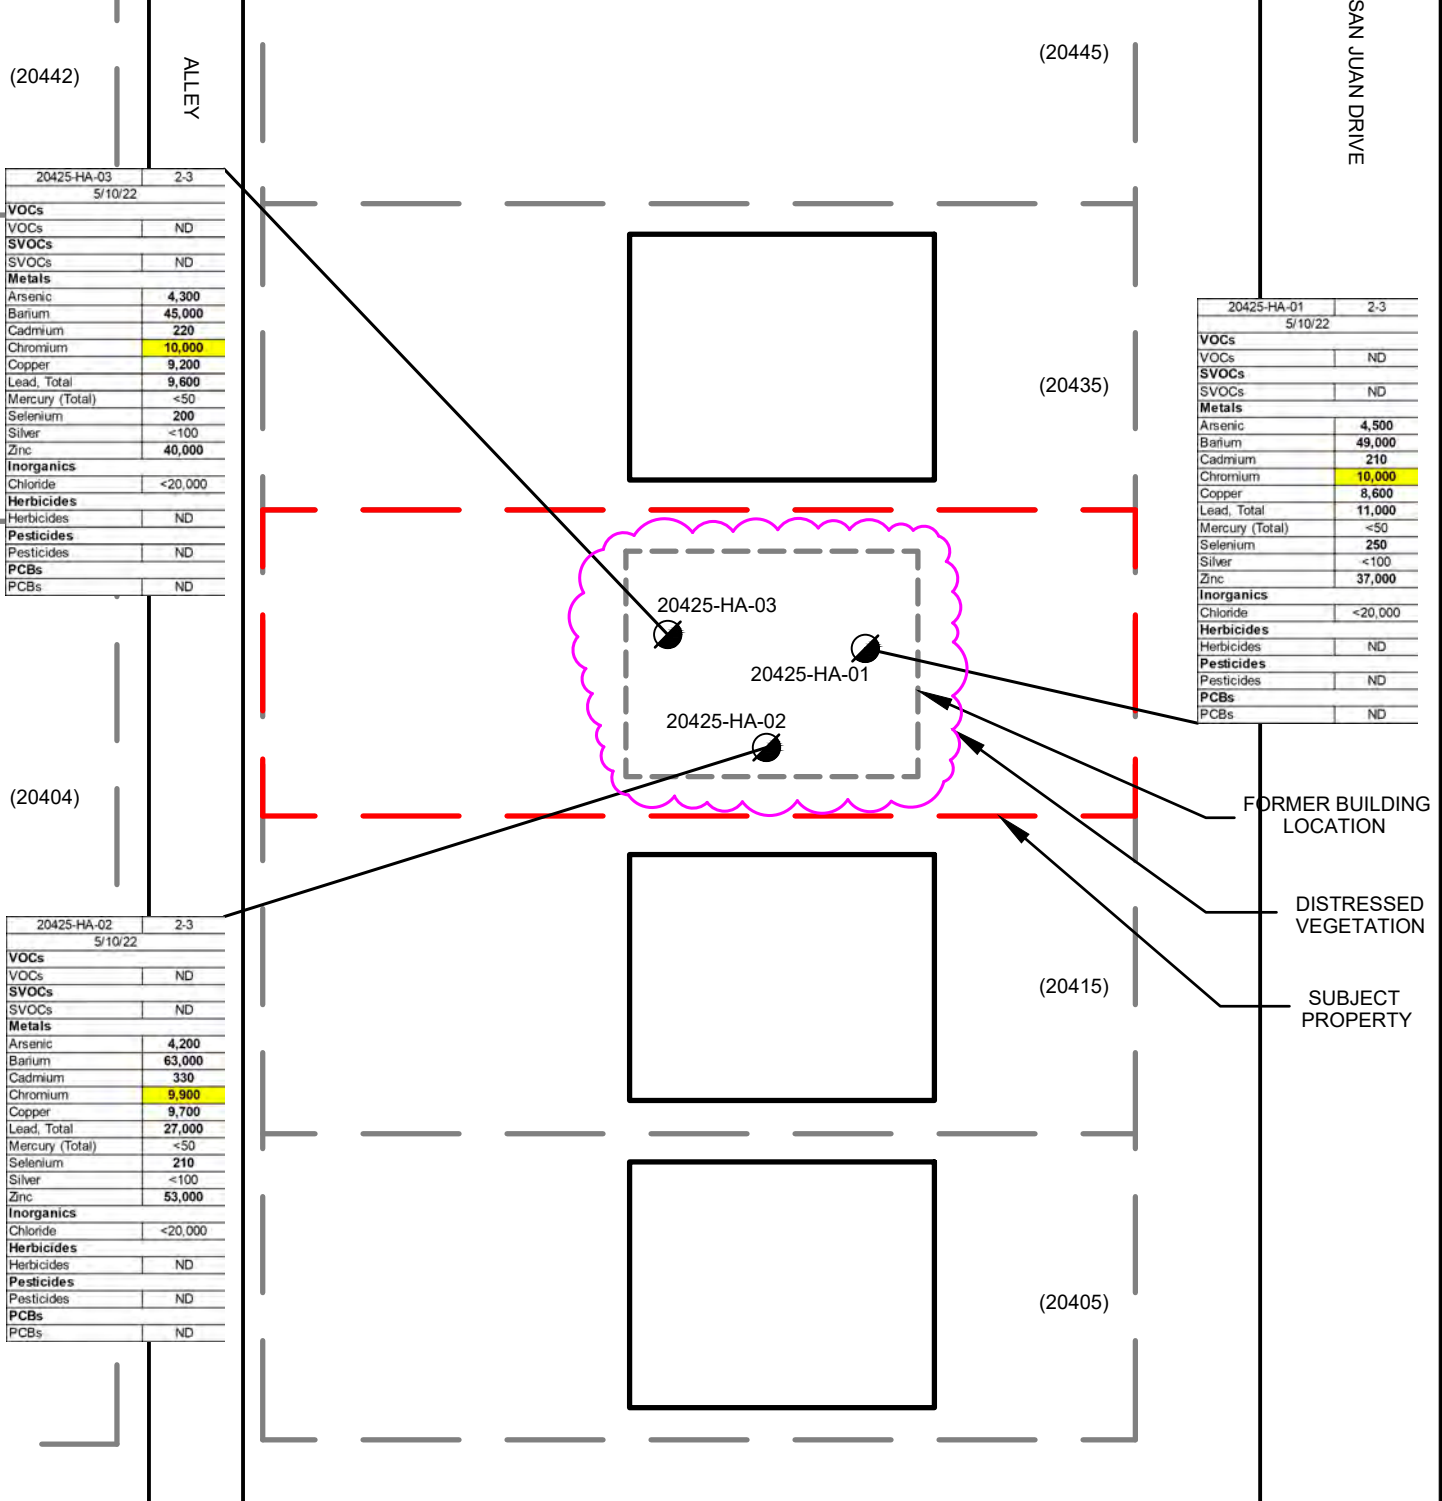 (20442)
ALLEY
(20445)
SAN JUAN DRIVE
20425-HA-03 2-3
5/10/22
VOCs
VOCs ND
SVOCs
SVOCs ND
Metals
Arsenic 4,300
Barium 45,000
Cadmium 220
Chromium 10,000
Copper 9,200
Lead, Total 9,600
Mercury (Total) <50
Selenium 200
Silver <100
Zinc 40,000
Inorganics
Chloride <20,000
Herbicides
Herbicides ND
Pesticides
Pesticides ND
PCBs
PCBs ND
(20435)
20425-HA-01 2-3
5/10/22
VOCs
VOCs ND
SVOCs
SVOCs ND
Metals
Arsenic 4,500
Barium 49,000
Cadmium 210
Chromium 10,000
Copper 8,600
Lead, Total 11,000
Mercury (Total) <50
Selenium 250
Silver <100
Zinc 37,000
Inorganics
Chloride <20,000
Herbicides
Herbicides ND
Pesticides
Pesticides ND
PCBs
PCBs ND
20425-HA-03
20425-HA-01
20425-HA-02
(20404)
FORMER BUILDING
LOCATION
DISTRESSED
VEGETATION
SUBJECT
PROPERTY
20425-HA-02 2-3
5/10/22
VOCs
VOCs ND
SVOCs
SVOCs ND
Metals
Arsenic 4,200
Barium 63,000
Cadmium 330
Chromium 9,900
Copper 9,700
Lead, Total 27,000
Mercury (Total) <50
Selenium 210
Silver <100
Zinc 53,000
Inorganics
Chloride <20,000
Herbicides
Herbicides ND
Pesticides
Pesticides ND
PCBs
PCBs ND
(20415)
(20405)